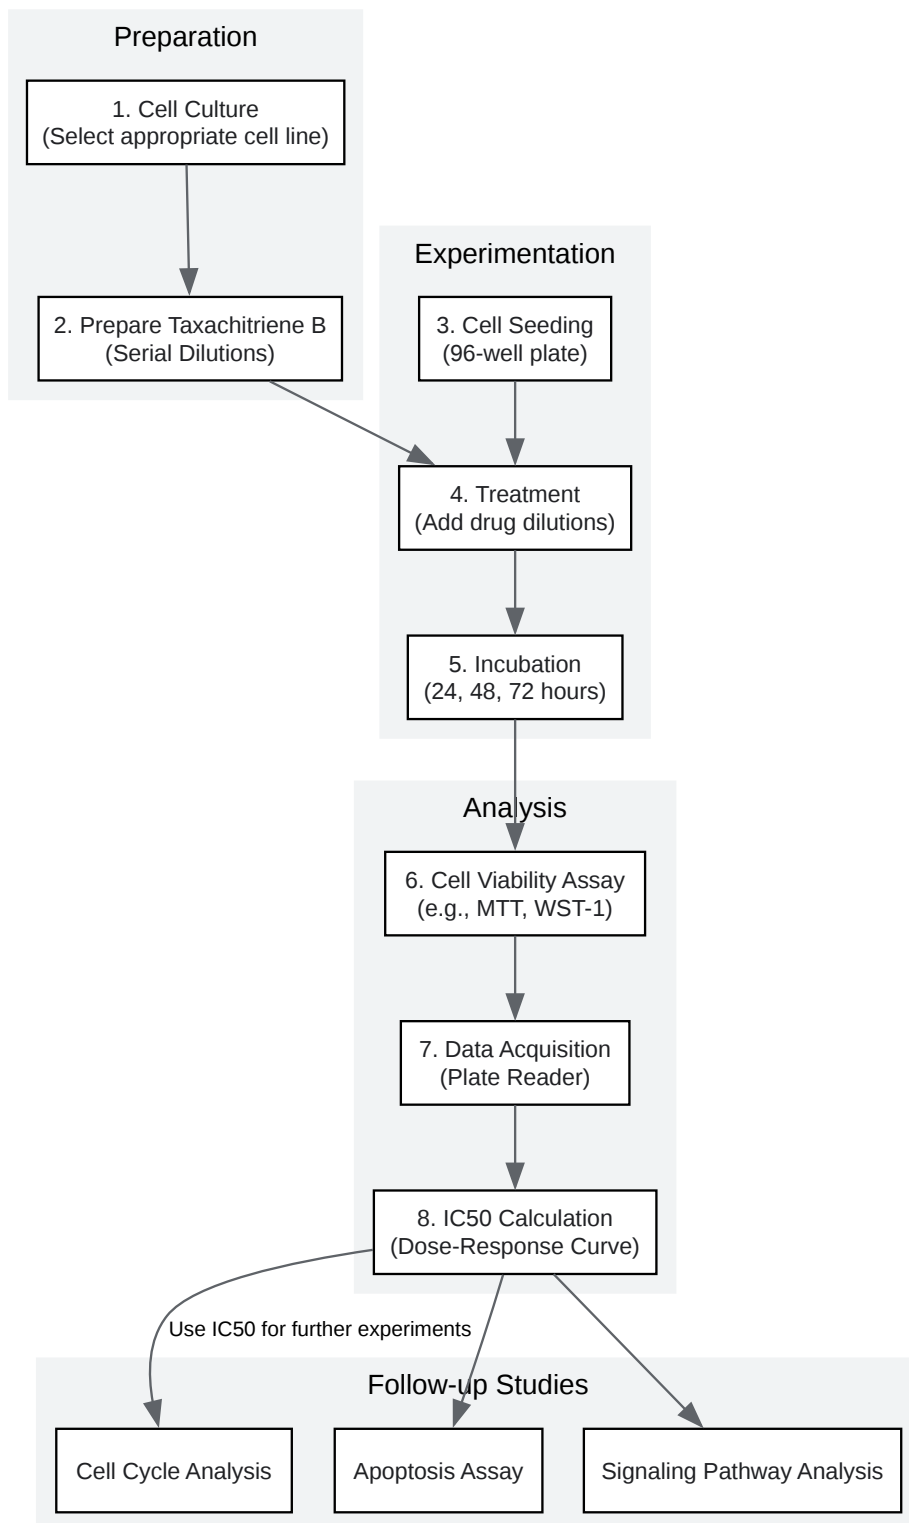 Preparation
1. Cell Culture
(Select appropriate cell line)
2. Prepare Taxachitriene B
(Serial Dilutions)
Experimentation
3. Cell Seeding
(96-well plate)
4. Treatment
(Add drug dilutions)
5. Incubation
(24, 48, 72 hours)
Analysis
6. Cell Viability Assay
(e.g., MTT, WST-1)
7. Data Acquisition
(Plate Reader)
8. IC50 Calculation
(Dose-Response Curve)
Use IC50 for further experiments
Follow-up Studies
Cell Cycle Analysis
Apoptosis Assay
Signaling Pathway Analysis